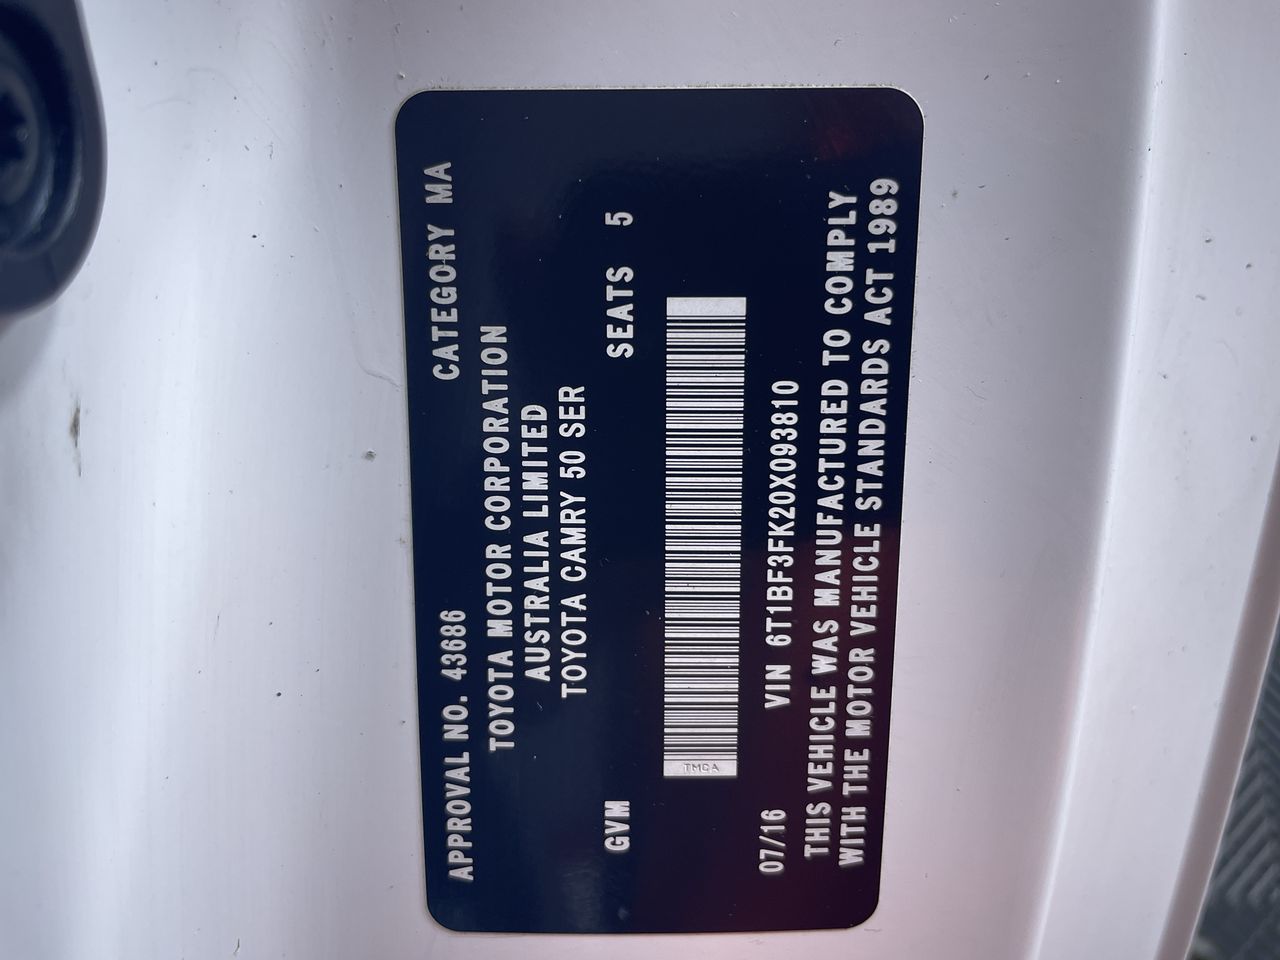 APPROVAL NO. 43686 CATEGORY MA
TOYOTA MOTOR CORPORATION
AUSTRALIA LIMITED
TOYOTA CAMRY 50 SER
GVM SEATS 5
TMCA
07/16 VIN 6T1BF3FK20X093810
THIS VEHICLE WAS MANUFACTURED TO COMPLY
WITH THE MOTOR VEHICLE STANDARDS ACT 1989